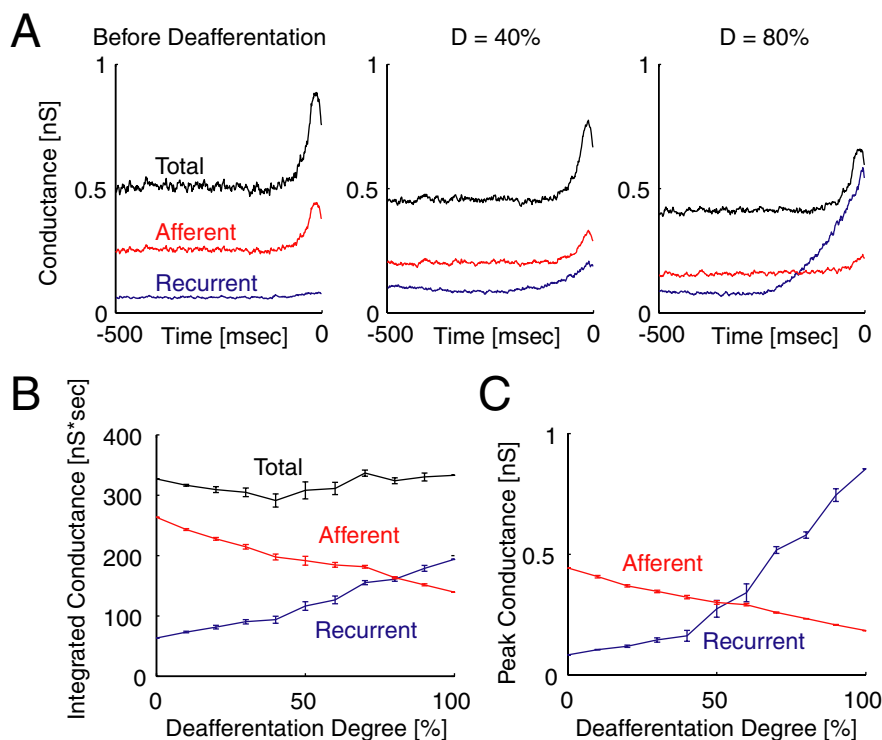 A
Before Deafferentation
D = 40%
D = 80%
Conductance [nS]
1
0.5
0
Total
Afferent
Recurrent
-500
Time [msec]
0
1
0.5
0
-500
Time [msec]
0
1
0.5
0
-500
Time [msec]
0
B
Integrated Conductance [nS*sec]
400
300
200
100
0
Total
Afferent
Recurrent
0
50
100
Deafferentation Degree [%]
C
Peak Conductance [nS]
1
0.5
0
Afferent
Recurrent
0
50
100
Deafferentation Degree [%]